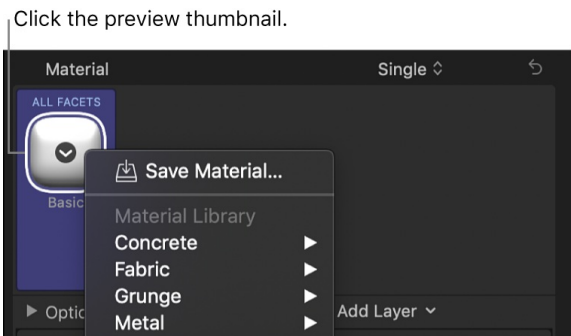 Click the preview thumbnail.
Material Single
ALL FACETS
Basic
Save Material...
Material Library
Concrete
Fabric
Grunge
Add Layer
Metal